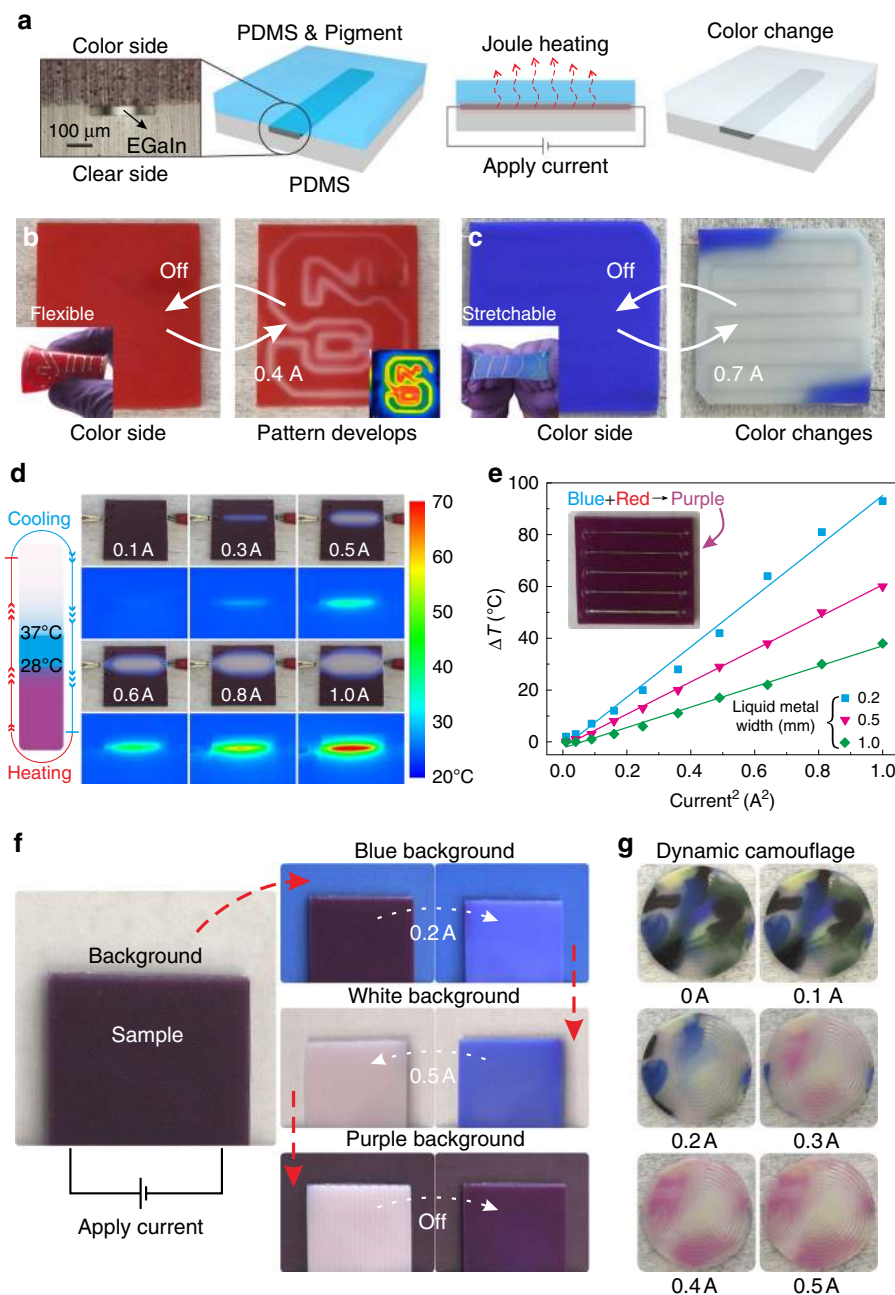 a
Color side
100 μm
EGaIn
Clear side
PDMS & Pigment
PDMS
Joule heating
Apply current
Color change
b
Off
Flexible
0.4 A
Color side
Pattern develops
c
Off
Stretchable
0.7 A
Color side
Color changes
d
Cooling
37°C
28°C
Heating
0.1 A
0.3 A
0.5 A
0.6 A
0.8 A
1.0 A
70
60
50
40
30
20°C
e
Blue+Red→Purple
100
80
60
40
20
0
ΔT (°C)
0.0
0.2
0.4
0.6
0.8
1.0
Current² (A²)
Liquid metal
width (mm)
0.2
0.5
1.0
f
Background
Sample
Apply current
Blue background
0.2 A
White background
0.5 A
Purple background
Off
g
Dynamic camouflage
0 A
0.1 A
0.2 A
0.3 A
0.4 A
0.5 A